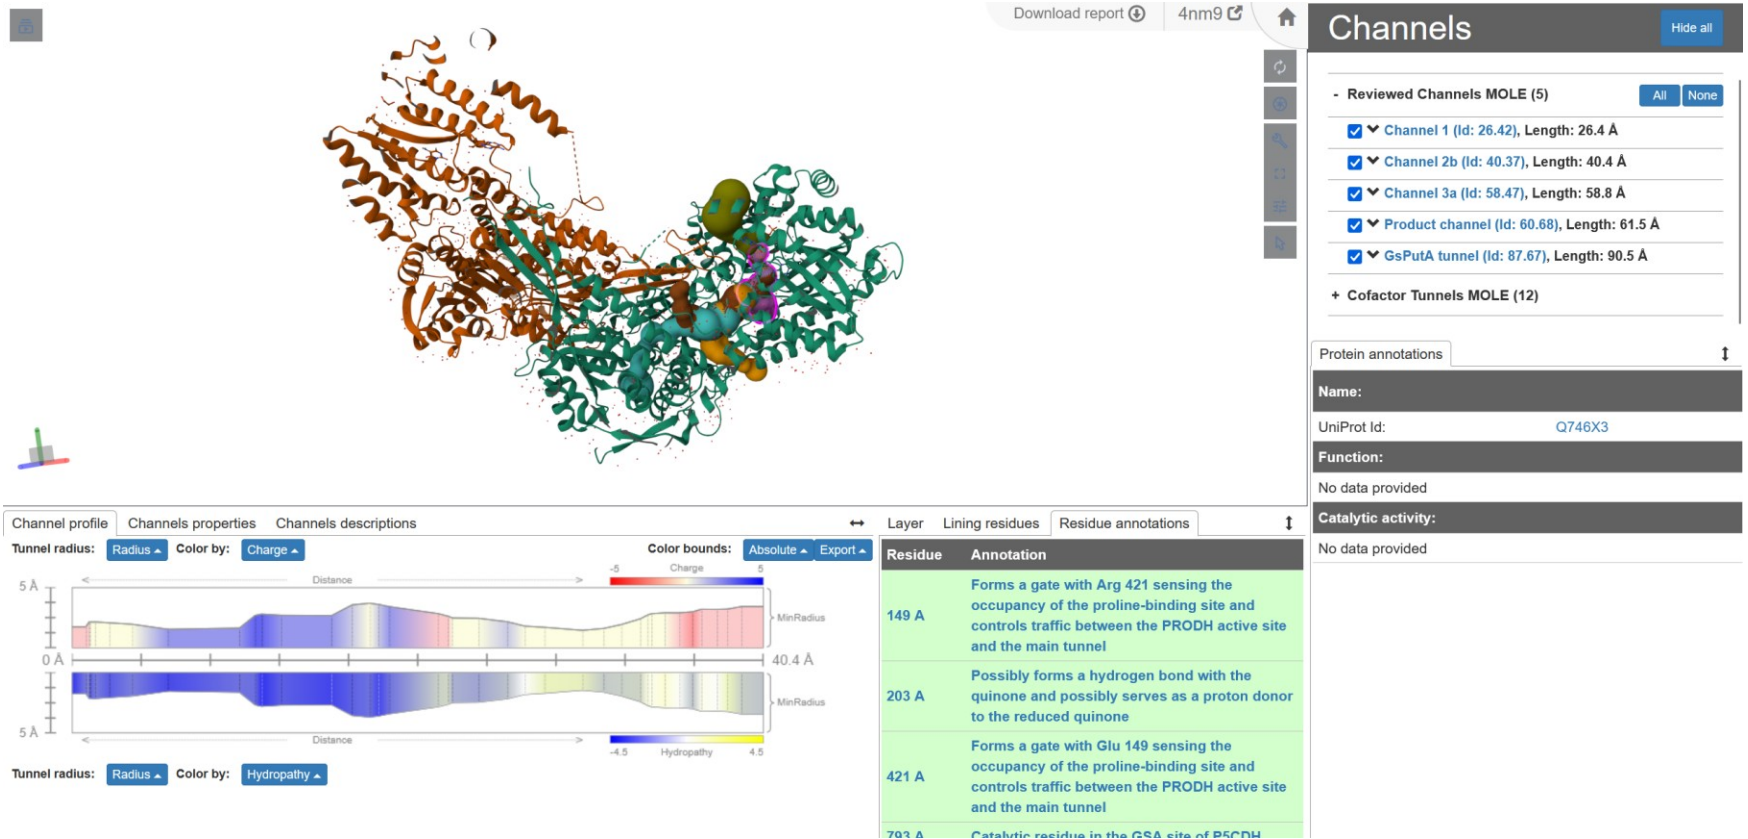 Download report
4nm9
Channels
Hide all
- Reviewed Channels MOLE (5)
All
None
Channel 1 (Id: 26.42), Length: 26.4 Å
Channel 2b (Id: 40.37), Length: 40.4 Å
Channel 3a (Id: 58.47), Length: 58.8 Å
Product channel (Id: 60.68), Length: 61.5 Å
GsPutA tunnel (Id: 87.67), Length: 90.5 Å
+ Cofactor Tunnels MOLE (12)
Protein annotations
Name:
UniProt Id: Q746X3
Function:
No data provided
Catalytic activity:
No data provided
Channel profile
Channels properties
Channels descriptions
Tunnel radius: Radius Color by: Charge
Color bounds: Absolute Export
-5 Charge 5
5 Å
Distance
MinRadius
0 Å
40.4 Å
MinRadius
5 Å
Distance
-4.5 Hydropathy 4.5
Tunnel radius: Radius Color by: Hydropathy
Layer
Lining residues
Residue annotations
Residue Annotation
149 A
Forms a gate with Arg 421 sensing the
occupancy of the proline-binding site and
controls traffic between the PRODH active site
and the main tunnel
203 A
Possibly forms a hydrogen bond with the
quinone and possibly serves as a proton donor
to the reduced quinone
421 A
Forms a gate with Glu 149 sensing the
occupancy of the proline-binding site and
controls traffic between the PRODH active site
and the main tunnel
793 A
Catalytic residue in the GSA site of P5CDH